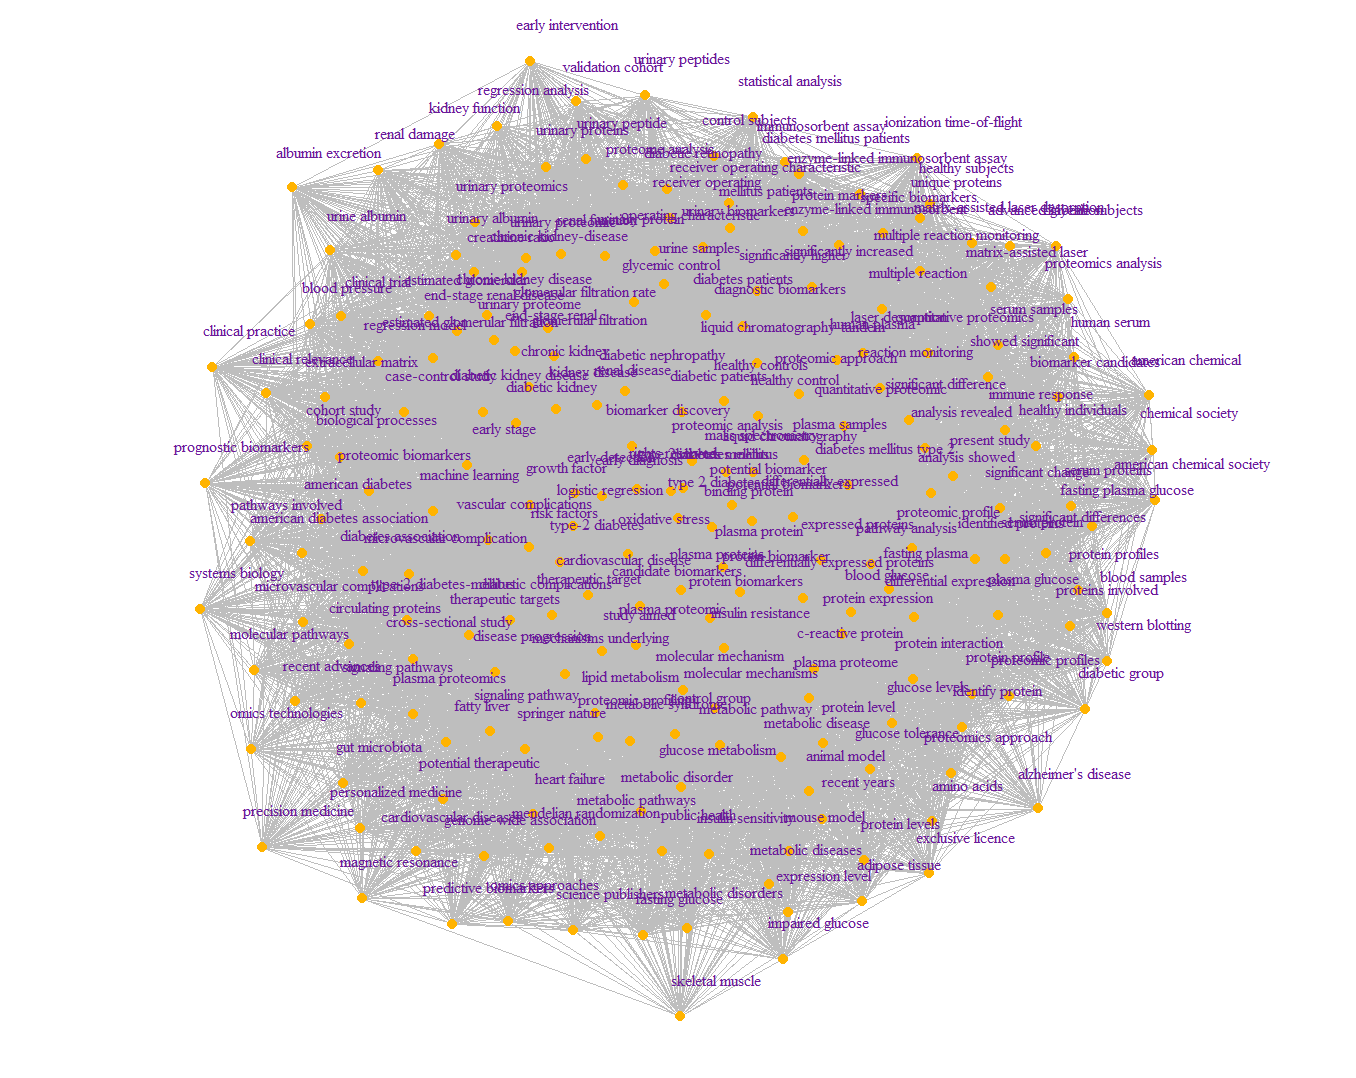 early intervention
urinary peptides
validation cohort
statistical analysis
regression analysis
kidney function
control subjects
ionization time-of-flight
urinary peptide
immunosorbent assay
urinary proteins
renal damage
diabetes mellitus patients
proteome analysis
diabetic retinopathy
albumin excretion
enzyme-linked immunosorbent assay
receiver operating characteristic
healthy subjects
receiver operating
unique proteins
urinary proteomics
mellitus patients
protein markers
specific biomarkers
matrix-assisted laser desorption
enzyme-linked immunosorbent
urinary biomarkers
operating characteristic
urine albumin
urinary albumin
renal function
urinary proteome
creatinine ratio
chronic kidney-disease
multiple reaction monitoring
urine samples
significantly higher
significantly increased
matrix-assisted laser
glycemic control
proteomics analysis
multiple reaction
clinical trial
estimated glomerular
chronic kidney disease
diabetes patients
blood pressure
diagnostic biomarkers
end-stage renal disease
glomerular filtration rate
urinary proteome
serum samples
end-stage renal
laser desorption
quantitative proteomics
estimated glomerular filtration
glomerular filtration
regression model
human plasma
human serum
liquid chromatography-tandem
clinical practice
showed significant
chronic kidney
reaction monitoring
diabetic nephropathy
clinical relevance
proteomic approach
extracellular matrix
biomarker candidates
american chemical
healthy controls
kidney disease
renal disease
case-control study
diabetic kidney disease
diabetic patients
healthy control
significant difference
diabetic kidney
quantitative proteomic
immune response
cohort study
biomarker discovery
analysis revealed
healthy individuals
chemical society
biological processes
proteomic analysis
plasma samples
early stage
mass spectrometry
liquid chromatography
present study
prognostic biomarkers
diabetes mellitus type 2
proteomic biomarkers
early detection
early diagnosis
analysis showed
american chemical society
growth factor
potential biomarker
serum proteins
machine learning
significant change
american diabetes
type 2 diabetes
potential biomarkers
differentially expressed
logistic regression
binding protein
fasting plasma glucose
pathways involved
vascular complications
risk factors
proteomic profile
american diabetes association
oxidative stress
significant differences
type-2 diabetes
expressed proteins
pathway analysis
plasma protein
diabetes association
microvascular complication
plasma proteins
protein biomarker
fasting plasma
protein profiles
cardiovascular disease
differentially expressed proteins
systems biology
candidate biomarkers
blood glucose
blood samples
microvascular complications
type-2-diabetes-mellitus
diabetic complications
therapeutic target
protein biomarkers
differential expression
plasma glucose
proteins involved
therapeutic targets
protein expression
circulating proteins
plasma proteomic
insulin resistance
study aimed
cross-sectional study
western blotting
molecular pathways
disease progression
mechanisms underlying
c-reactive protein
protein interaction
molecular mechanism
protein profile
proteomic profiles
recent advances
signaling pathways
plasma proteome
plasma proteomics
lipid metabolism
molecular mechanisms
diabetic group
signaling pathway
glucose levels
identify protein
proteomic profiling
control group
fatty liver
metabolic syndrome
metabolic pathway
protein level
omics technologies
springer nature
metabolic disease
glucose tolerance
proteomics approach
gut microbiota
glucose metabolism
animal model
potential therapeutic
heart failure
metabolic disorder
alzheimer's disease
recent years
amino acids
personalized medicine
metabolic pathways
precision medicine
cardiovascular diseases
mendelian randomization
public health
genome-wide association
insulin sensitivity
mouse model
protein levels
exclusive licence
metabolic diseases
magnetic resonance
adipose tissue
expression level
predictive biomarkers
omics approaches
science publishers
metabolic disorders
fasting glucose
impaired glucose
skeletal muscle